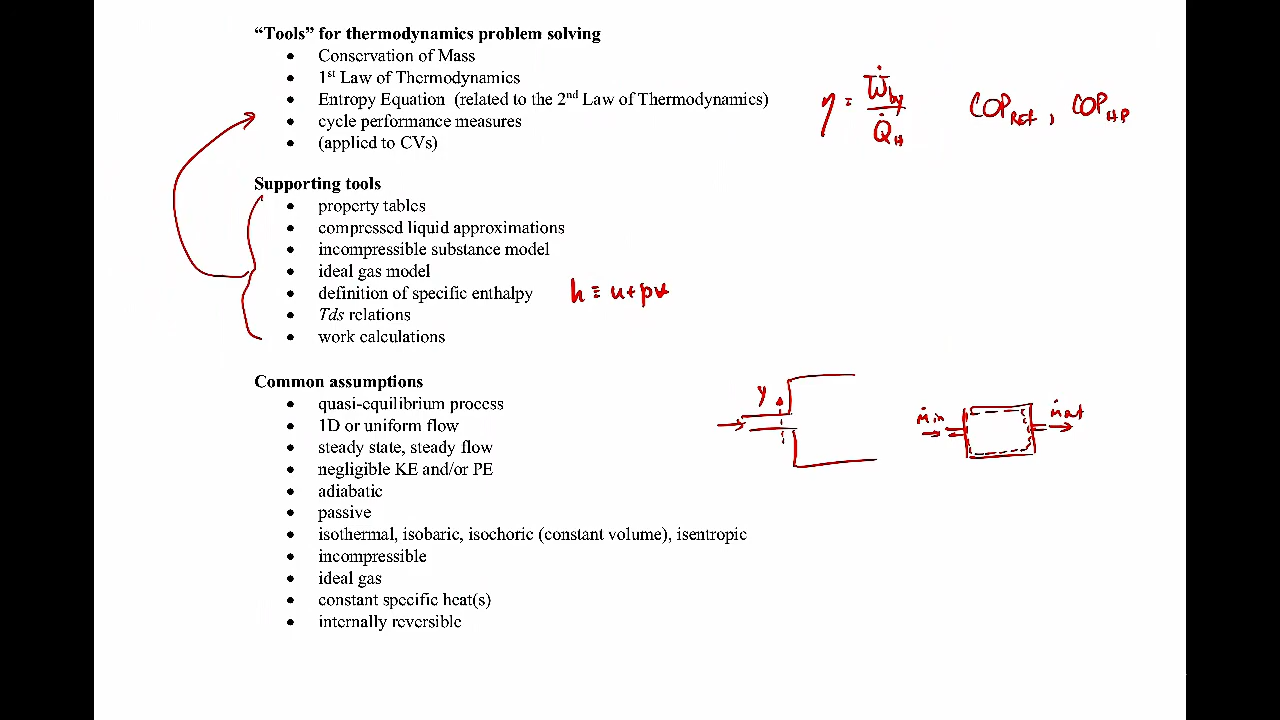 “Tools” for thermodynamics problem solving
• Conservation of Mass
• 1st Law of Thermodynamics
• Entropy Equation (related to the 2nd Law of Thermodynamics)
• cycle performance measures
• (applied to CVs)
η = Ẇby / Q̇H COPREF, COPHP
Supporting tools
• property tables
• compressed liquid approximations
• incompressible substance model
• ideal gas model
• definition of specific enthalpy h ≡ u+pv
• Tds relations
• work calculations
Common assumptions
• quasi-equilibrium process
• 1D or uniform flow
• steady state, steady flow
• negligible KE and/or PE
• adiabatic
• passive
• isothermal, isobaric, isochoric (constant volume), isentropic
• incompressible
• ideal gas
• constant specific heat(s)
• internally reversible
y
ṁin ṁout